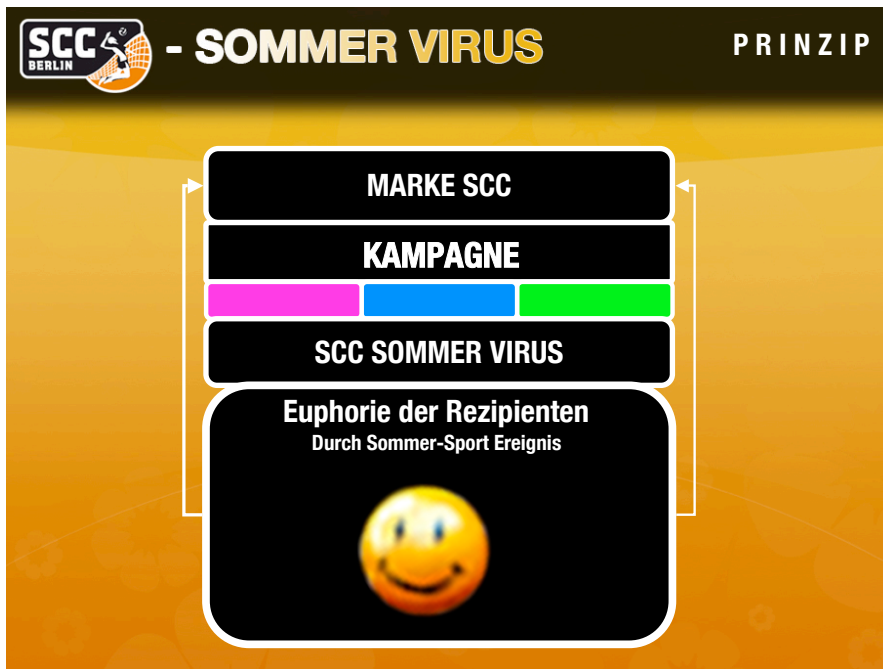 SCC
BERLIN
- SOMMER VIRUS
PRINZIP
MARKE SCC
KAMPAGNE
SCC SOMMER VIRUS
Euphorie der Rezipienten
Durch Sommer-Sport Ereignis